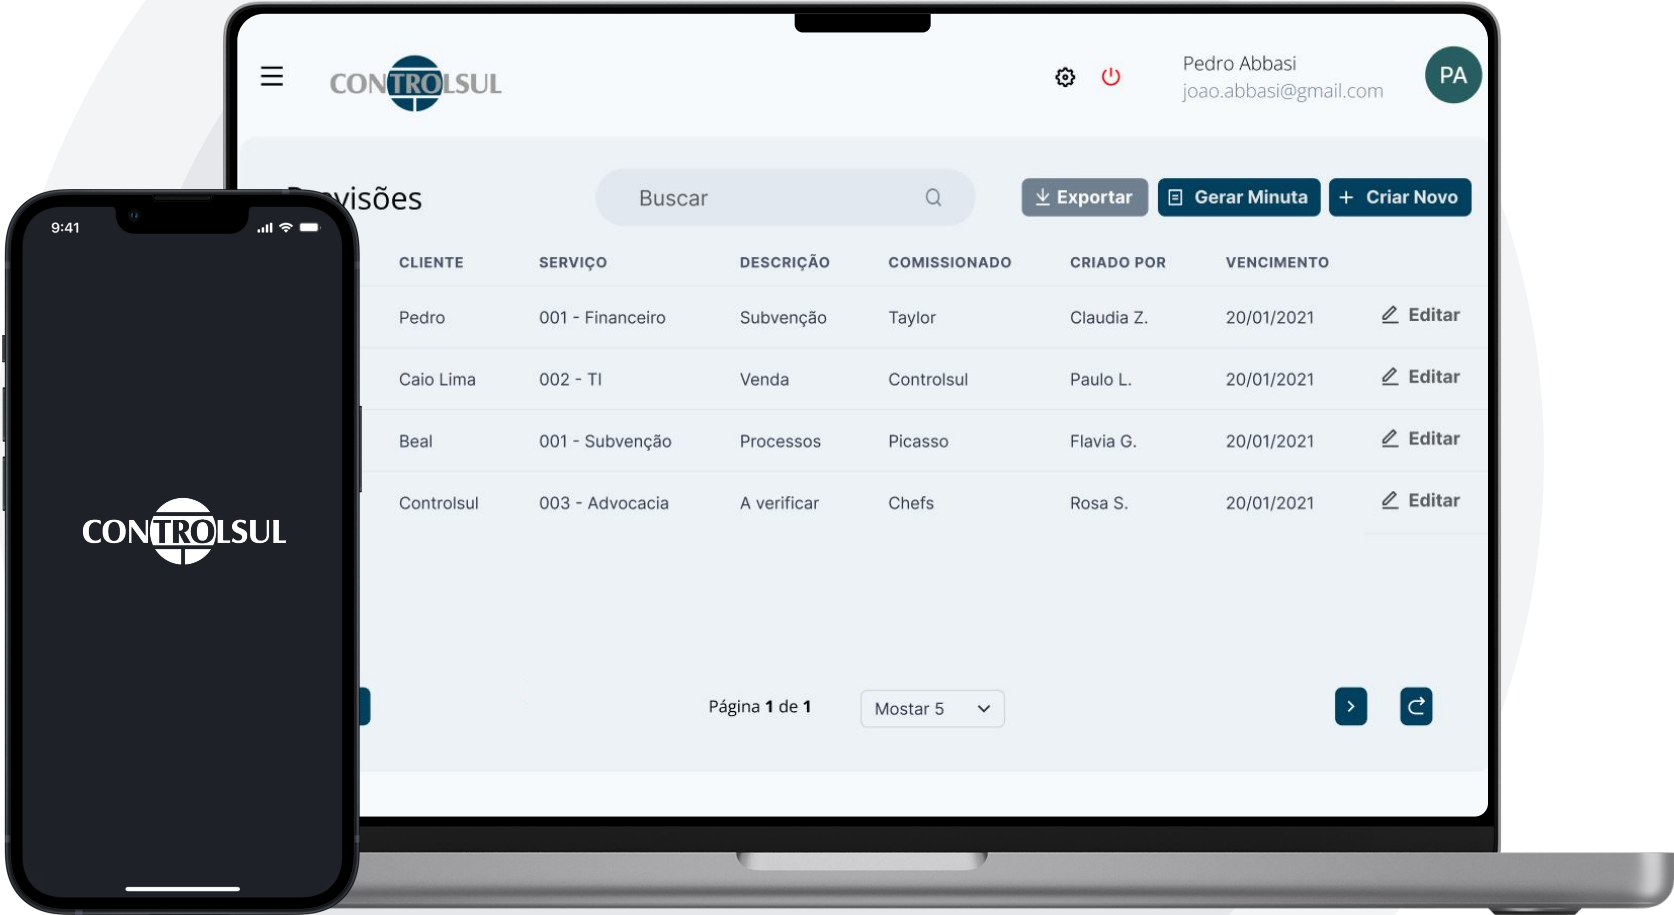 CONTROLSUL
Pedro Abbasi
joao.abbasi@gmail.com
PA
Buscar
Exportar
Gerar Minuta
+ Criar Novo
CLIENTE SERVIÇO DESCRIÇÃO COMISSIONADO CRIADO POR VENCIMENTO
Pedro 001 - Financeiro Subvenção Taylor Claudia Z. 20/01/2021 Editar
Caio Lima 002 - TI Venda Controlsul Paulo L. 20/01/2021 Editar
Beal 001 - Subvenção Processos Picasso Flavia G. 20/01/2021 Editar
Controlsul 003 - Advocacia A verificar Chefs Rosa S. 20/01/2021 Editar
Página 1 de 1
Mostar 5
9:41
CONTROLSUL